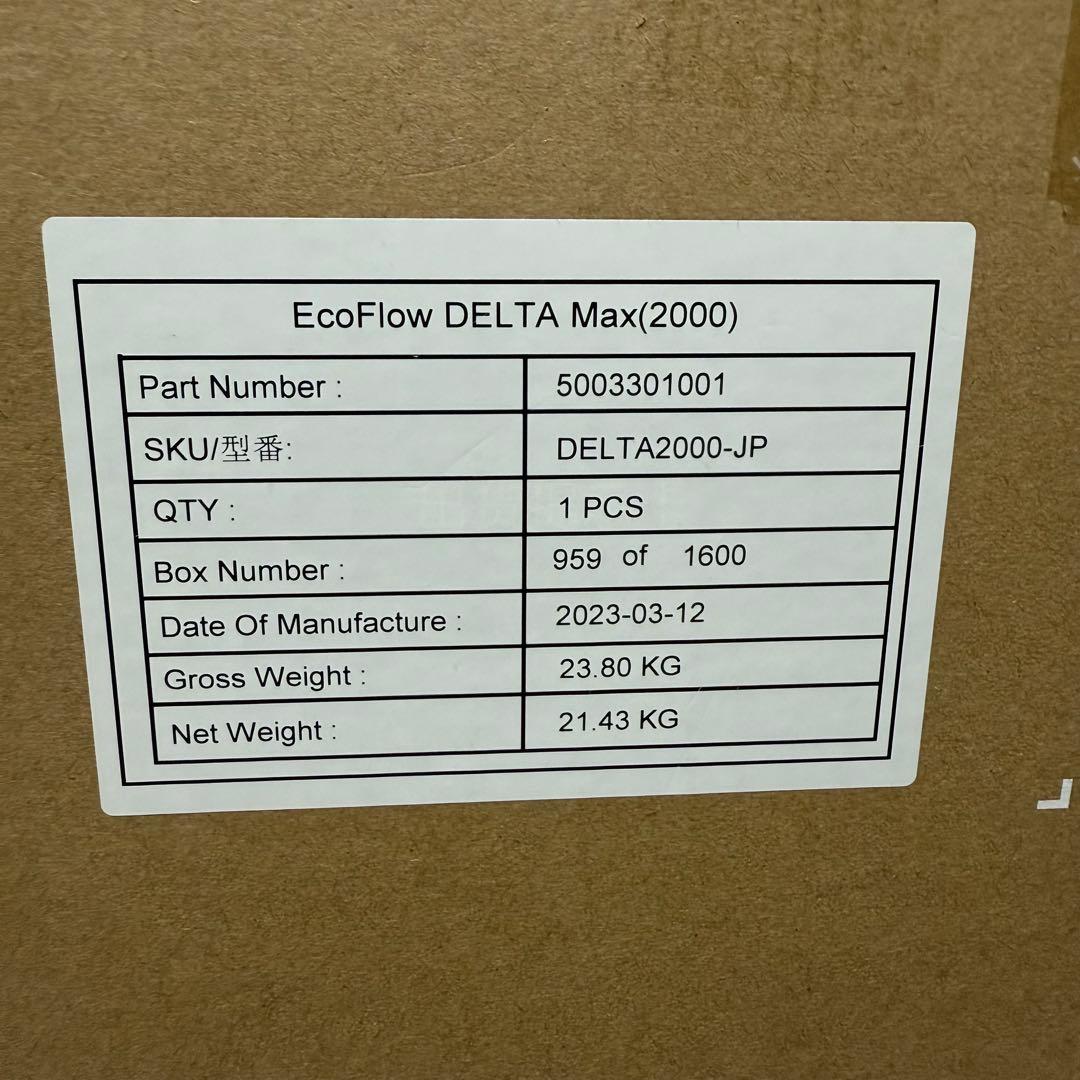 EcoFlow DELTA Max(2000)
Part Number : 5003301001
SKU/型番: DELTA2000-JP
QTY : 1 PCS
Box Number : 959 of 1600
Date Of Manufacture : 2023-03-12
Gross Weight : 23.80 KG
Net Weight : 21.43 KG